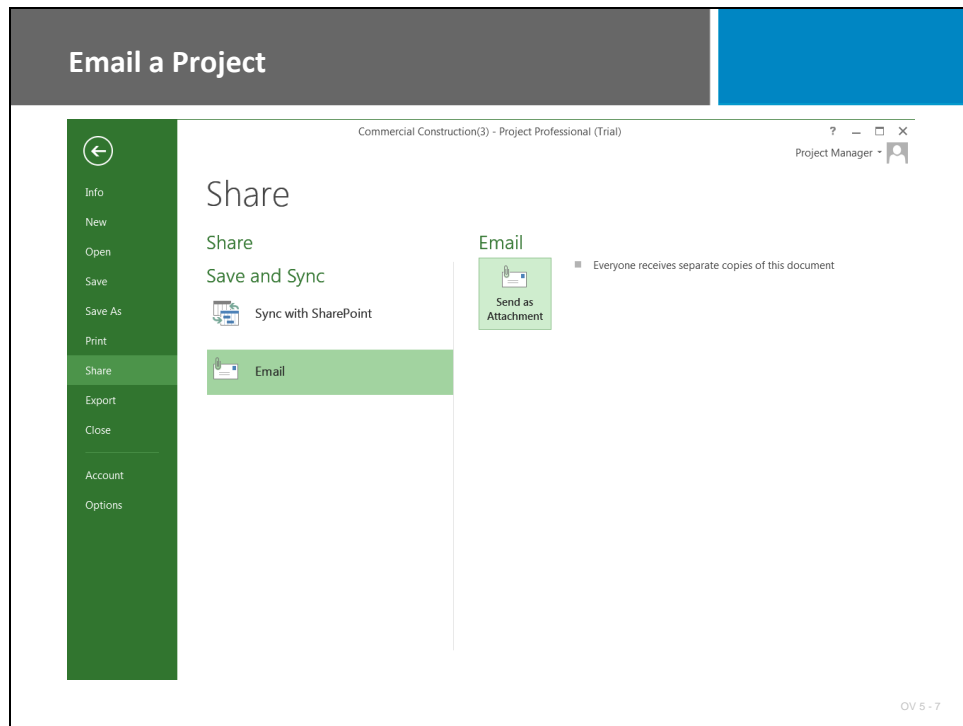 Email a Project
Commercial Construction(3) - Project Professional (Trial)
?
Project Manager
Info
New
Open
Save
Save As
Print
Share
Export
Close
Account
Options
Share
Share
Save and Sync
Sync with SharePoint
Email
Email
Send as
Attachment
Everyone receives separate copies of this document
OV 5 - 7